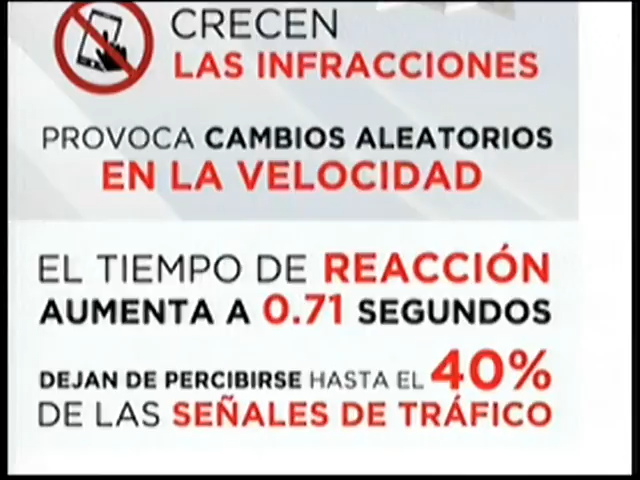 CRECEN
LAS INFRACCIONES
PROVOCA CAMBIOS ALEATORIOS
EN LA VELOCIDAD
EL TIEMPO DE REACCIÓN
AUMENTA A 0.71 SEGUNDOS
DEJAN DE PERCIBIRSE HASTA EL 40%
DE LAS SEÑALES DE TRÁFICO